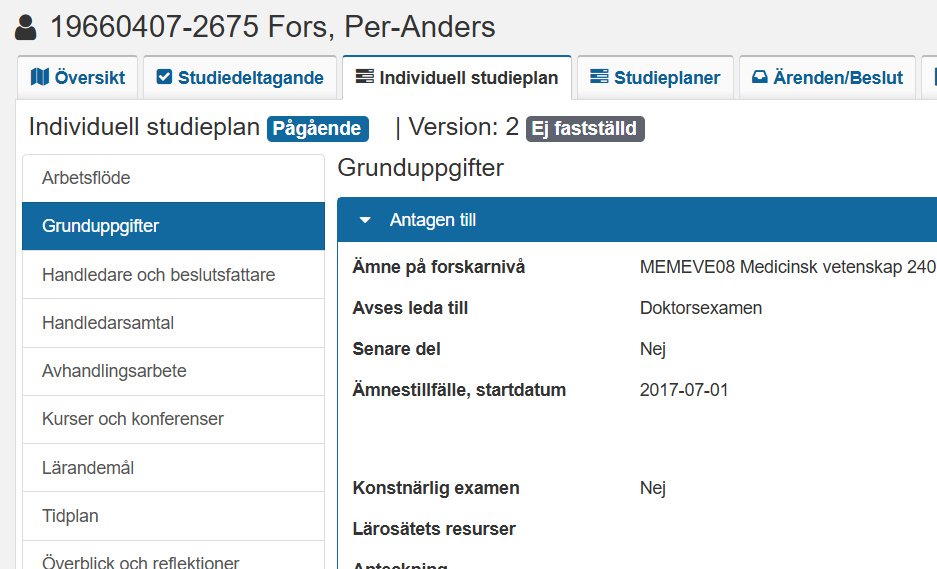 19660407-2675 Fors, Per-Anders
Översikt Studiedeltagande Individuell studieplan Studieplaner Ärenden/Beslut
Individuell studieplan Pågående | Version: 2 Ej fastställd
Arbetsflöde
Grunduppgifter
Handledare och beslutsfattare
Handledarsamtal
Avhandlingsarbete
Kurser och konferenser
Lärandemål
Tidplan
Överblick och reflektioner
Grunduppgifter
Antagen till
Ämne på forskarnivå MEMEVE08 Medicinsk vetenskap 240
Avses leda till Doktorsexamen
Senare del Nej
Ämnestillfälle, startdatum 2017-07-01
Konstnärlig examen Nej
Lärosätets resurser
Anteckning